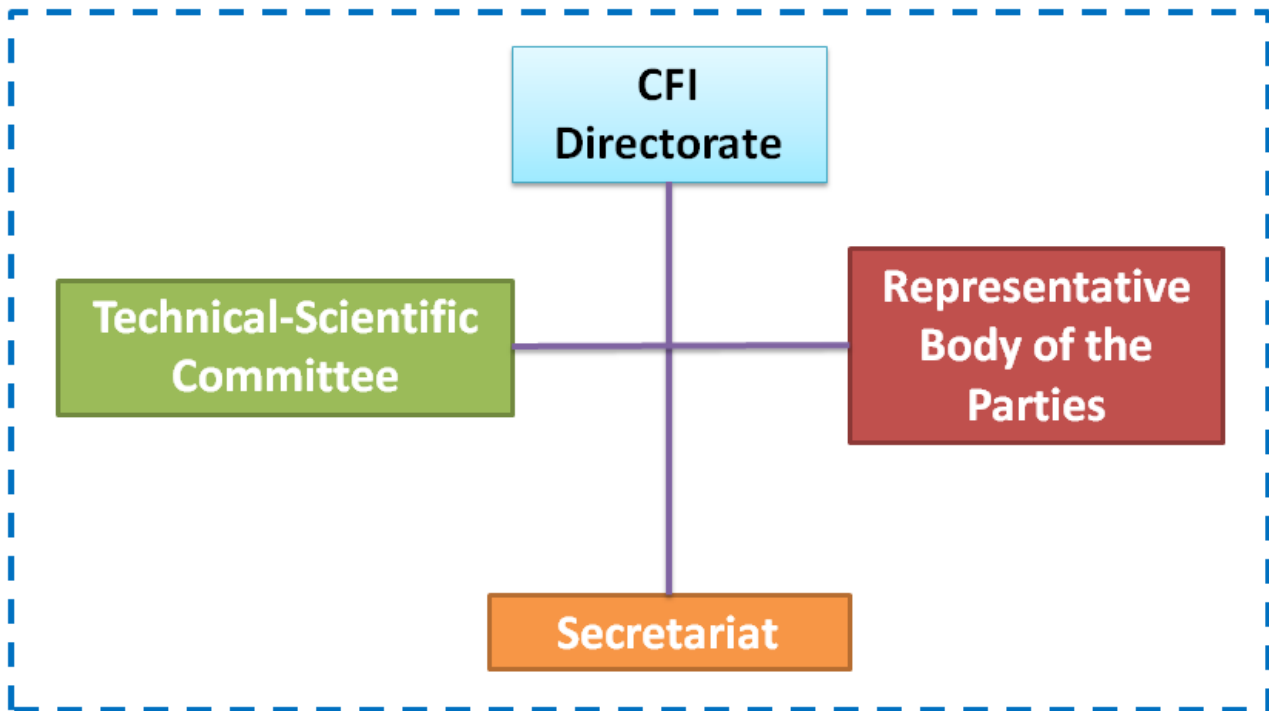 CFI
Directorate
Technical-Scientific
Committee
Representative
Body of the
Parties
Secretariat